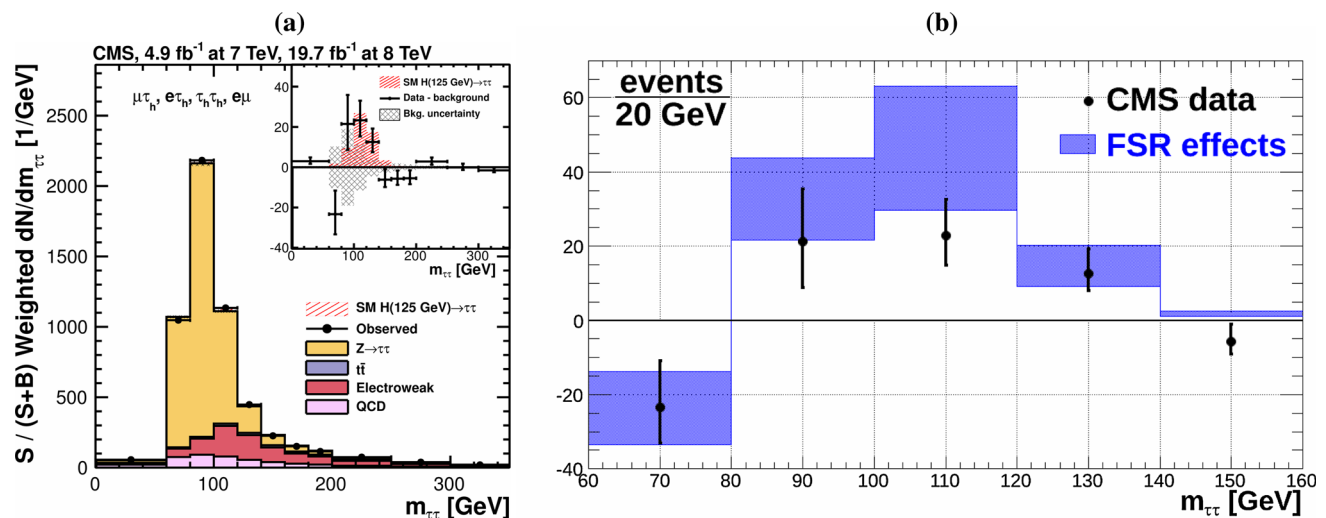 (a)
CMS, 4.9 fb⁻¹ at 7 TeV, 19.7 fb⁻¹ at 8 TeV
S / (S+B) Weighted dN/dmττ [1/GeV]
2500
2000
1500
1000
500
0
μτh, eτh, τhτh, eμ
40
20
0
-20
-40
SM H(125 GeV)→ττ
Data - background
Bkg. uncertainty
0 100 200 300
mττ [GeV]
SM H(125 GeV)→ττ
Observed
Z→ττ
tt̄
Electroweak
QCD
0 100 200 300
mττ [GeV]
(b)
events
20 GeV
CMS data
FSR effects
60
40
20
0
-20
-40
60 70 80 90 100 110 120 130 140 150 160
mττ [GeV]